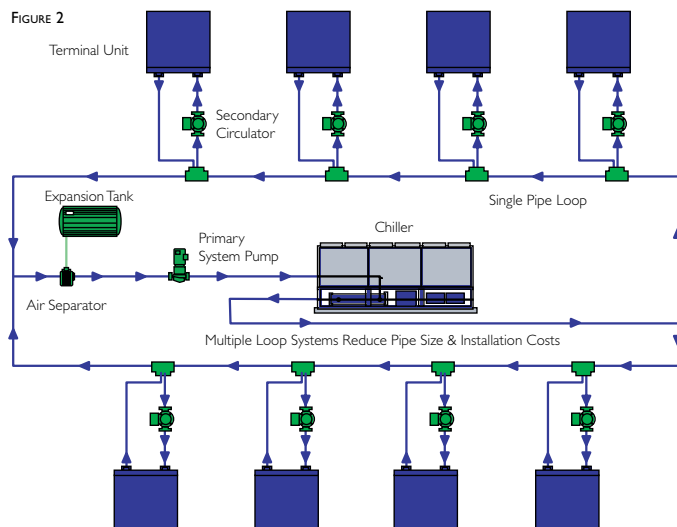 FIGURE 2
Terminal Unit
Secondary
Circulator
Single Pipe Loop
Expansion Tank
Primary
System Pump
Chiller
Air Separator
Multiple Loop Systems Reduce Pipe Size & Installation Costs